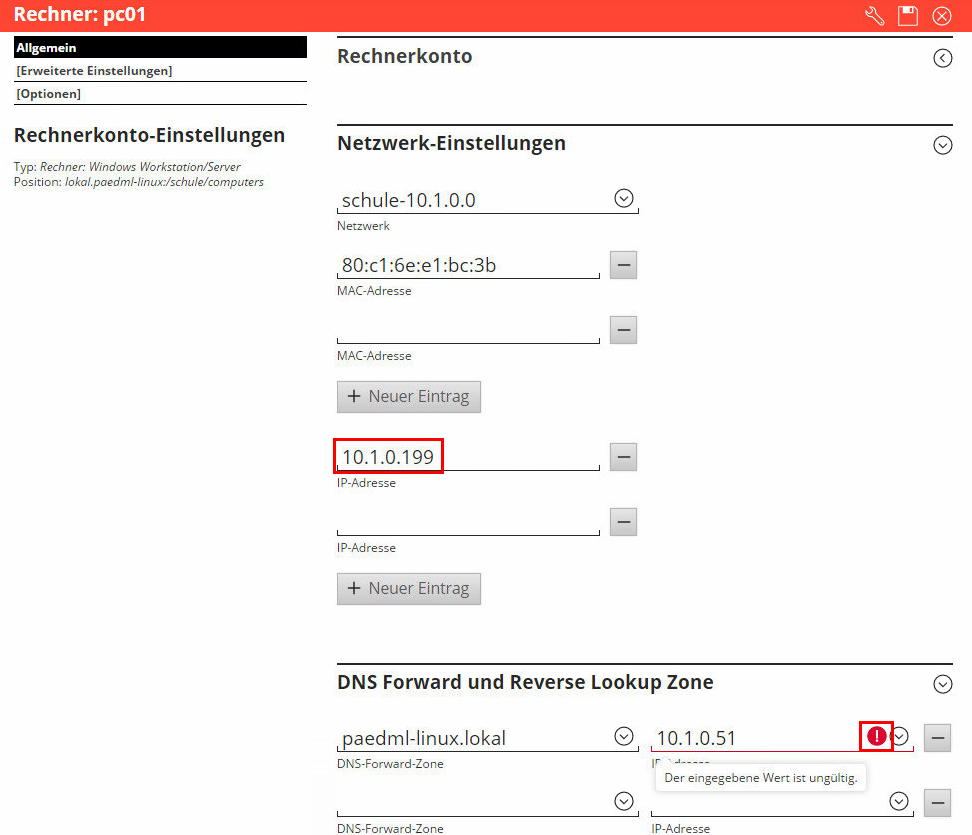 Rechner: pc01
Allgemein
[Erweiterte Einstellungen]
[Optionen]
Rechnerkonto-Einstellungen
Typ: Rechner: Windows Workstation/Server
Position: lokal.paedml-linux:/schule/computers
Rechnerkonto
Netzwerk-Einstellungen
schule-10.1.0.0
Netzwerk
80:c1:6e:e1:bc:3b
MAC-Adresse
MAC-Adresse
+ Neuer Eintrag
10.1.0.199
IP-Adresse
IP-Adresse
+ Neuer Eintrag
DNS Forward und Reverse Lookup Zone
paedml-linux.lokal 10.1.0.51
DNS-Forward-Zone IP-Adresse
Der eingegebene Wert ist ungültig.
DNS-Forward-Zone IP-Adresse